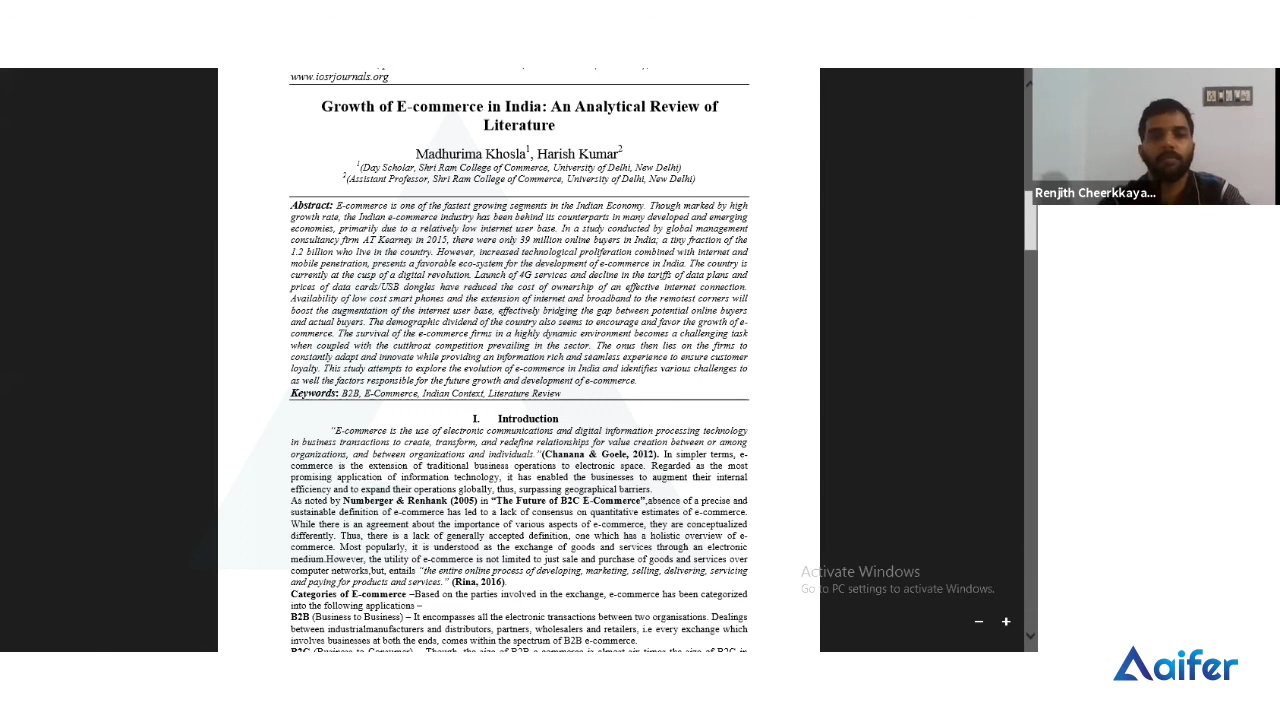 www.iosrjournals.org
Growth of E-commerce in India: An Analytical Review of
Literature
Madhurima Khosla1, Harish Kumar2
1(Day Scholar, Shri Ram College of Commerce, University of Delhi, New Delhi)
2(Assistant Professor, Shri Ram College of Commerce, University of Delhi, New Delhi)
Abstract: E-commerce is one of the fastest growing segments in the Indian Economy. Though marked by high
growth rate, the Indian e-commerce industry has been behind its counterparts in many developed and emerging
economies, primarily due to a relatively low internet user base. In a study conducted by global management
consultancy firm AT Kearney in 2015, there were only 39 million online buyers in India; a tiny fraction of the
1.2 billion who live in the country. However, increased technological proliferation combined with internet and
mobile penetration, presents a favorable eco-system for the development of e-commerce in India. The country is
currently at the cusp of a digital revolution. Launch of 4G services and decline in the tariffs of data plans and
prices of data cards/USB dongles have reduced the cost of ownership of an effective internet connection.
Availability of low cost smart phones and the extension of internet and broadband to the remotest corners will
boost the augmentation of the internet user base, effectively bridging the gap between potential online buyers
and actual buyers. The demographic dividend of the country also seems to encourage and favor the growth of e-
commerce. The survival of the e-commerce firms in a highly dynamic environment becomes a challenging task
when coupled with the cutthroat competition prevailing in the sector. The onus then lies on the firms to
constantly adapt and innovate while providing an information rich and seamless experience to ensure customer
loyalty. This study attempts to explore the evolution of e-commerce in India and identifies various challenges to
as well the factors responsible for the future growth and development of e-commerce.
Keywords: B2B, E-Commerce, Indian Context, Literature Review
I. Introduction
“E-commerce is the use of electronic communications and digital information processing technology
in business transactions to create, transform, and redefine relationships for value creation between or among
organizations, and between organizations and individuals.”(Chanana & Goele, 2012). In simpler terms, e-
commerce is the extension of traditional business operations to electronic space. Regarded as the most
promising application of information technology, it has enabled the businesses to augment their internal
efficiency and to expand their operations globally, thus, surpassing geographical barriers.
As noted by Numberger & Renhank (2005) in “The Future of B2C E-Commerce”,absence of a precise and
sustainable definition of e-commerce has led to a lack of consensus on quantitative estimates of e-commerce.
While there is an agreement about the importance of various aspects of e-commerce, they are conceptualized
differently. Thus, there is a lack of generally accepted definition, one which has a holistic overview of e-
commerce. Most popularly, it is understood as the exchange of goods and services through an electronic
medium.However, the utility of e-commerce is not limited to just sale and purchase of goods and services over
computer networks,but, entails “the entire online process of developing, marketing, selling, delivering, servicing
and paying for products and services.” (Rina, 2016).
Categories of E-commerce –Based on the parties involved in the exchange, e-commerce has been categorized
into the following applications –
B2B (Business to Business) – It encompasses all the electronic transactions between two organisations. Dealings
between industrialmanufacturers and distributors, partners, wholesalers and retailers, i.e every exchange which
involves businesses at both the ends, comes within the spectrum of B2B e-commerce.
B2C (Business to Consumer) – Though, the size of B2B e-commerce is almost six times the size of B2C in
Renjith Cheerkkaya...
Activate Windows
Go to PC settings to activate Windows.
aifer